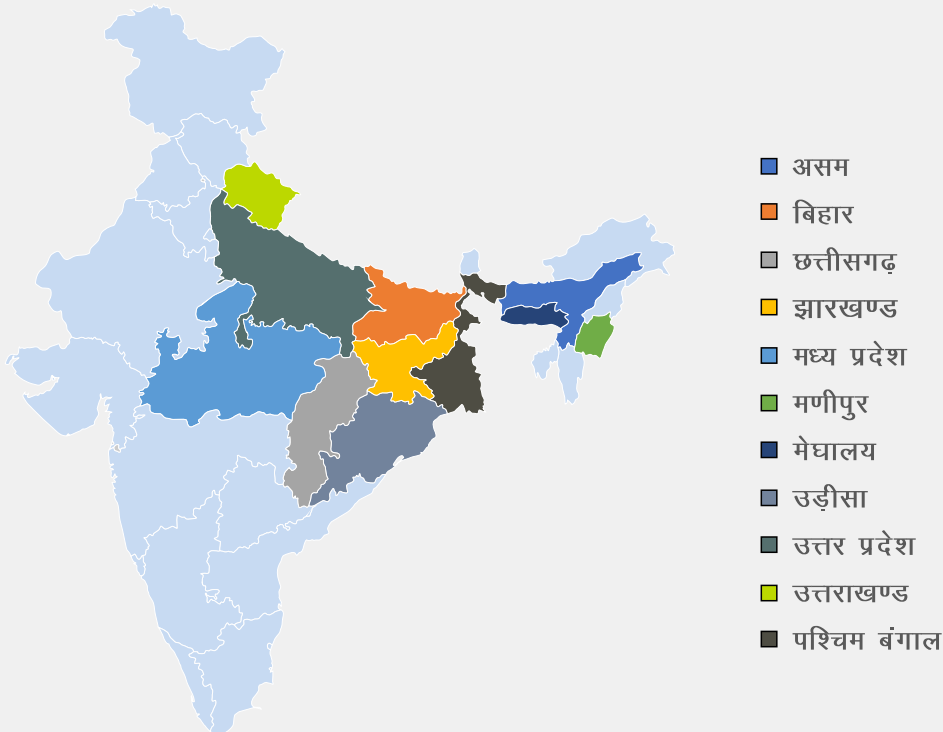 असम
बिहार
छत्तीसगढ़
झारखण्ड
मध्य प्रदेश
मणीपुर
मेघालय
उड़ीसा
उत्तर प्रदेश
उत्तराखण्ड
पश्चिम बंगाल